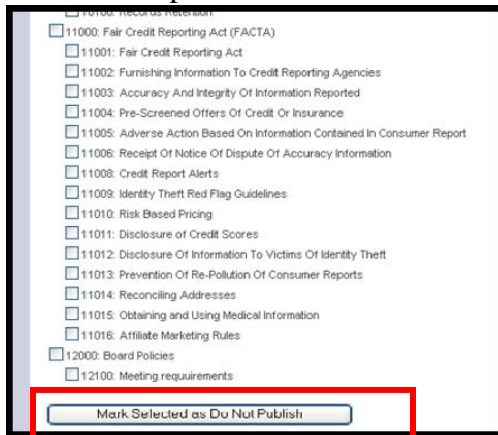 10100: Records Retention
11000: Fair Credit Reporting Act (FACTA)
11001: Fair Credit Reporting Act
11002: Furnishing Information To Credit Reporting Agencies
11003: Accuracy And Integrity Of Information Reported
11004: Pre-Screened Offers Of Credit Or Insurance
11005: Adverse Action Based On Information Contained In Consumer Report
11006: Receipt Of Notice Of Dispute Of Accuracy Information
11008: Credit Report Alerts
11009: Identity Theft Red Flag Guidelines
11010: Risk Based Pricing
11011: Disclosure of Credit Scores
11012: Disclosure Of Information To Victims Of Identity Theft
11013: Prevention Of Re-Pollution Of Consumer Reports
11014: Reconciling Addresses
11015: Obtaining and Using Medical Information
11016: Affiliate Marketing Rules
12000: Board Policies
12100: Meeting requuirements
Mark Selected as Do Not Publish